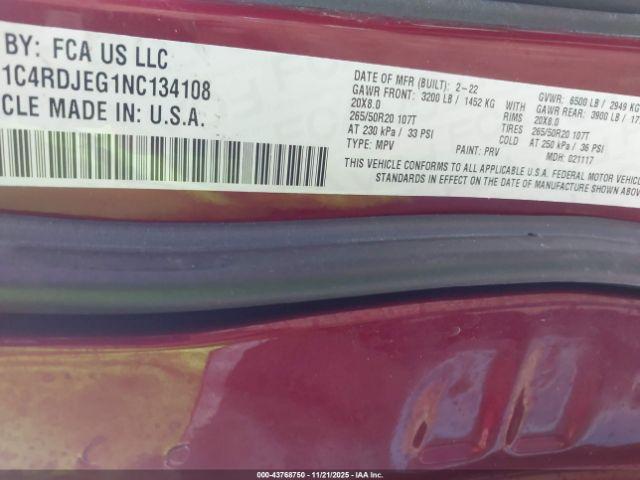 BY: FCA US LLC
1C4RDJEG1NC134108
CLE MADE IN: U.S.A.
DATE OF MFR (BUILT): 2-22
GAWR FRONT: 3200 LB / 1452 KG WITH
20X8.0 RIMS
265/50R20 107T TIRES
AT 230 kPa / 33 PSI COLD
TYPE: MPV PAINT: PRV
GVWR: 6500 LB / 2949 KG
GAWR REAR: 3900 LB /
20X8.0
265/50R20 107T
AT 250 kPa / 36 PSI
MDH: 021117
THIS VEHICLE CONFORMS TO ALL APPLICABLE U.S.A. FEDERAL MOTOR VEHICLE
STANDARDS IN EFFECT ON THE DATE OF MANUFACTURE SHOWN ABOVE
000-43768750 11/21/2025 IAA Inc.